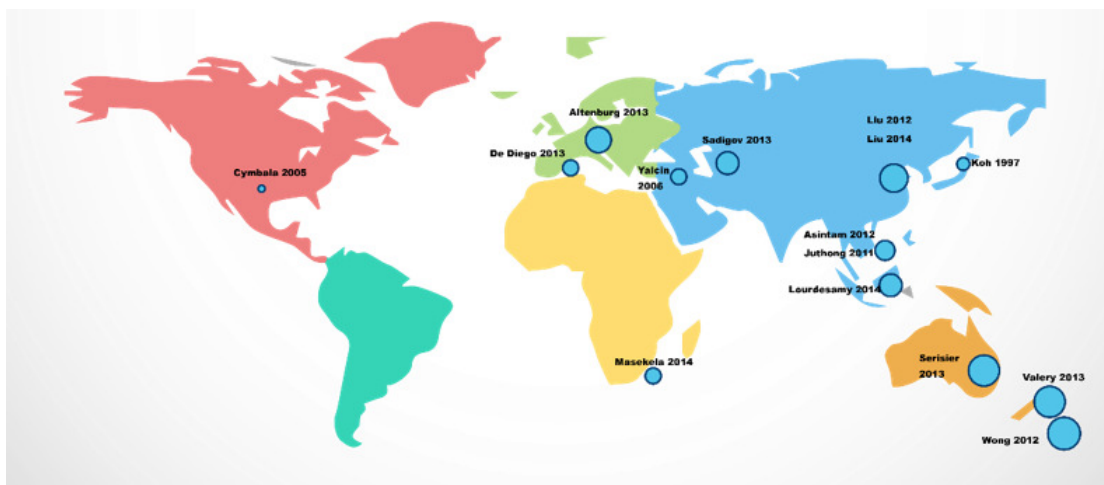 Altenburg 2013
Llu 2012
Liu 2014
De Diego 2013
Sadigov 2013
Koh 1997
Cymbala 2005
Yalcin
2006
Asintam 2012
Juthong 2011
Lourdesamy 2014
Masekela 2014
Serisier
2013
Valery 2013
Wong 2012